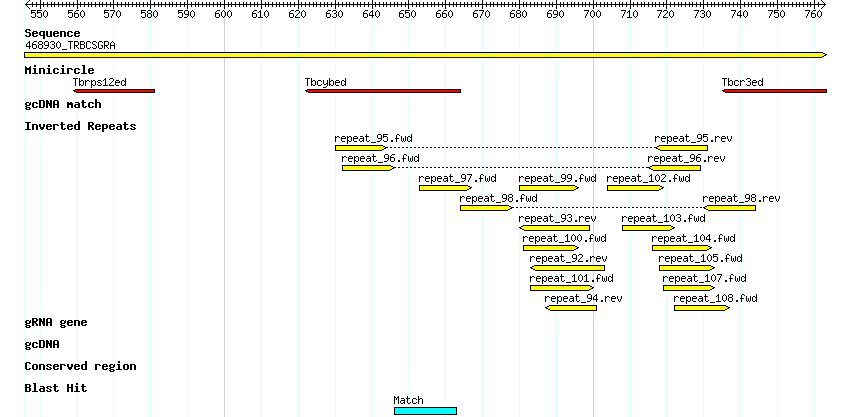 550 560 570 580 590 600 610 620 630 640 650 660 670 680 690 700 710 720 730 740 750 760
Sequence
468930_TRBCSGRA
Minicircle
Tbrps12ed Tbcybed Tbcr3ed
gcDNA match
Inverted Repeats
repeat_95.fwd repeat_95.rev
repeat_96.fwd repeat_96.rev
repeat_97.fwd repeat_99.fwd repeat_102.fwd
repeat_98.fwd repeat_98.rev
repeat_93.rev repeat_103.fwd
repeat_100.fwd repeat_104.fwd
repeat_92.rev repeat_105.fwd
repeat_101.fwd repeat_107.fwd
repeat_94.rev repeat_108.fwd
gRNA gene
gcDNA
Conserved region
Blast Hit
Match